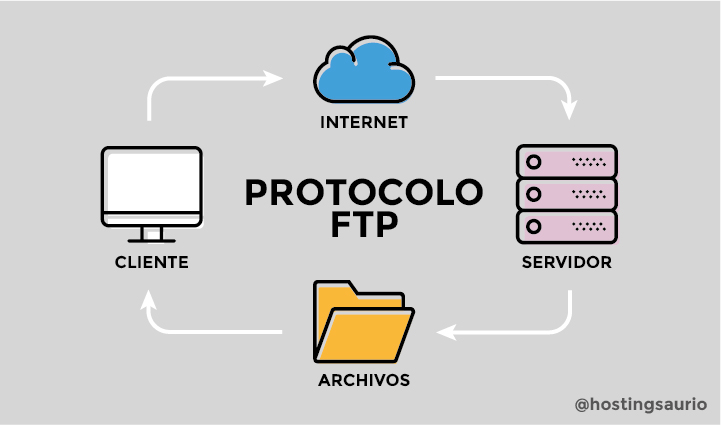 INTERNET
PROTOCOLO
FTP
CLIENTE
SERVIDOR
ARCHIVOS
@hostingsaurio